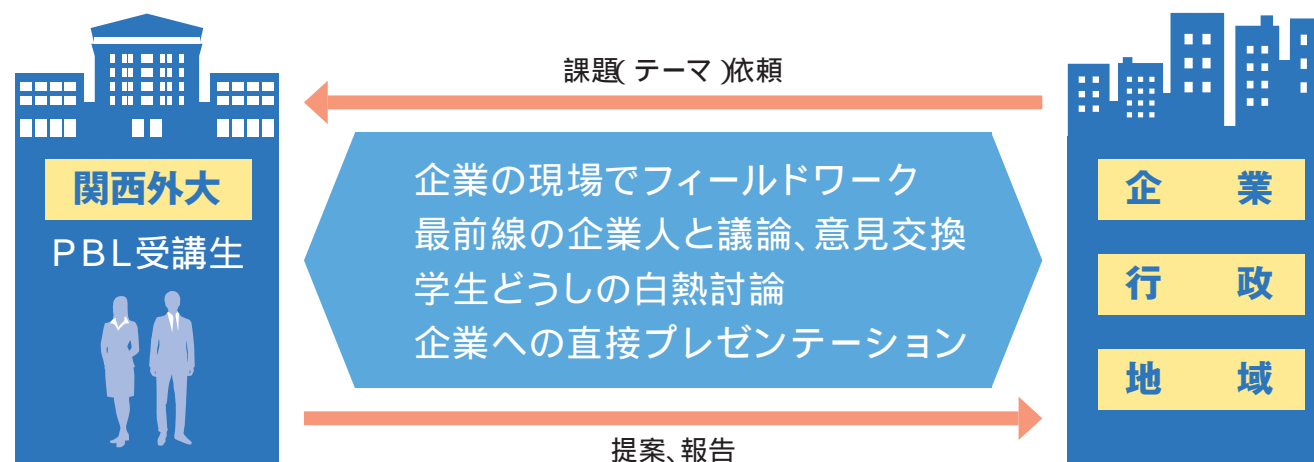 課題(テーマ)依頼
関西外大
PBL受講生
企業の現場でフィールドワーク
最前線の企業人と議論、意見交換
学生どうしの白熱討論
企業への直接プレゼンテーション
企　業
行　政
地　域
提案、報告